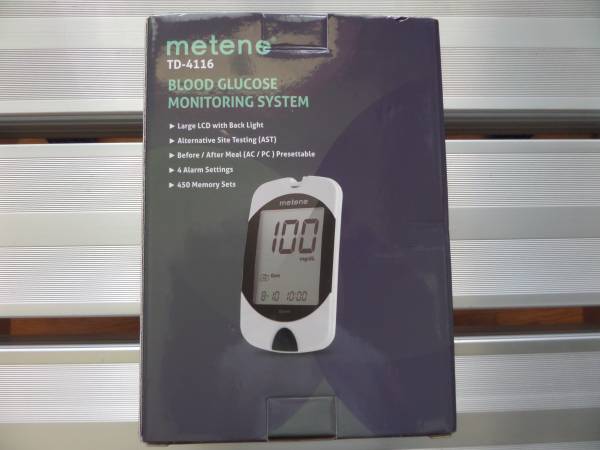 metene
TD-4116
BLOOD GLUCOSE
MONITORING SYSTEM
► Large LCD with Back Light
► Alternative Site Testing (AST)
► Before / After Meal (AC / PC) Presettable
► 4 Alarm Settings
► 450 Memory Sets
metene
100
mg/dL
8-10 10:00